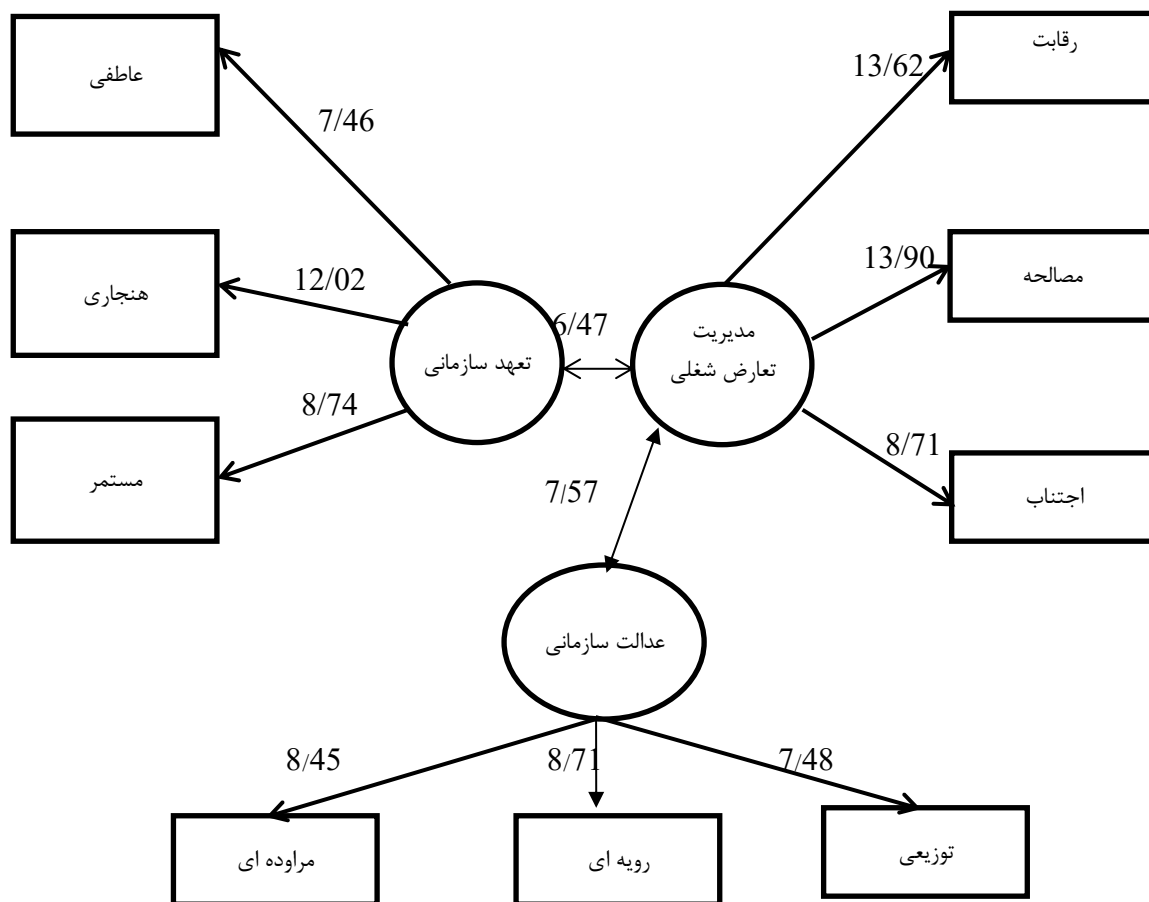 رقابت
عاطفی
13/62
7/46
مصالحه
13/90
هنجاری
12/02
6/47
مدیریت
تعارض شغلی
تعهد سازمانی
8/74
8/71
مستمر
اجتناب
7/57
عدالت سازمانی
8/45
8/71
7/48
توزیعی
رویه ای
مراوده ای